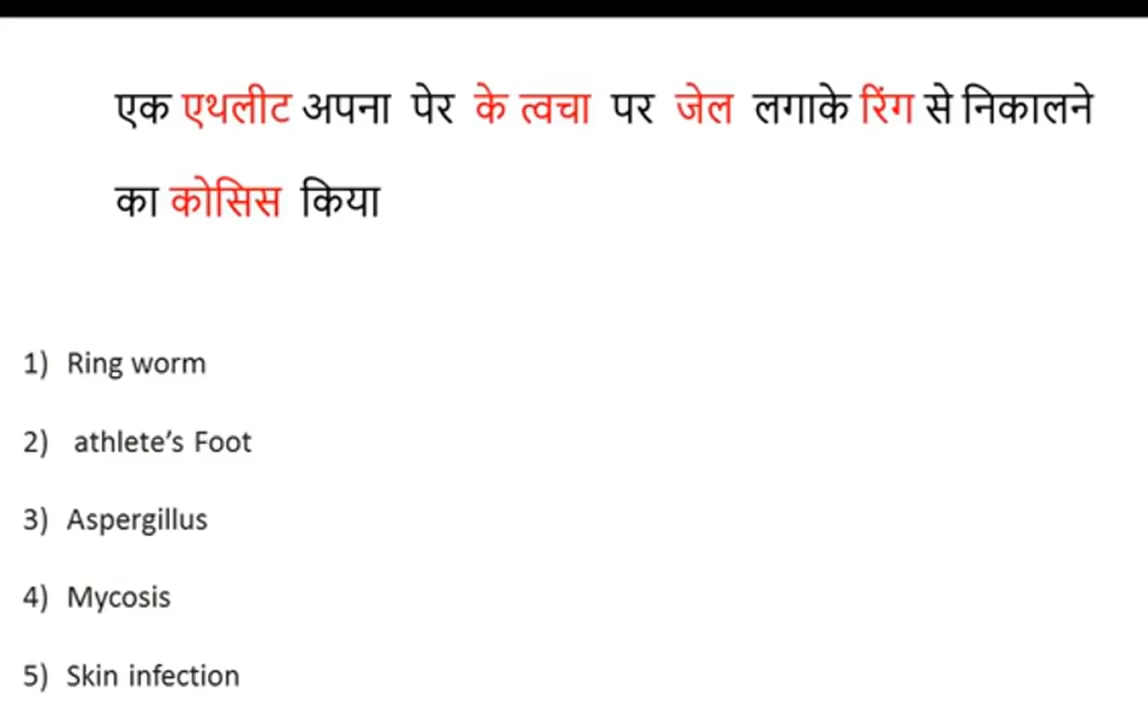 एक एथलीट अपना पेर के त्वचा पर जेल लगाके रिंग से निकालने
का कोसिस किया
1) Ring worm
2) athlete’s Foot
3) Aspergillus
4) Mycosis
5) Skin infection